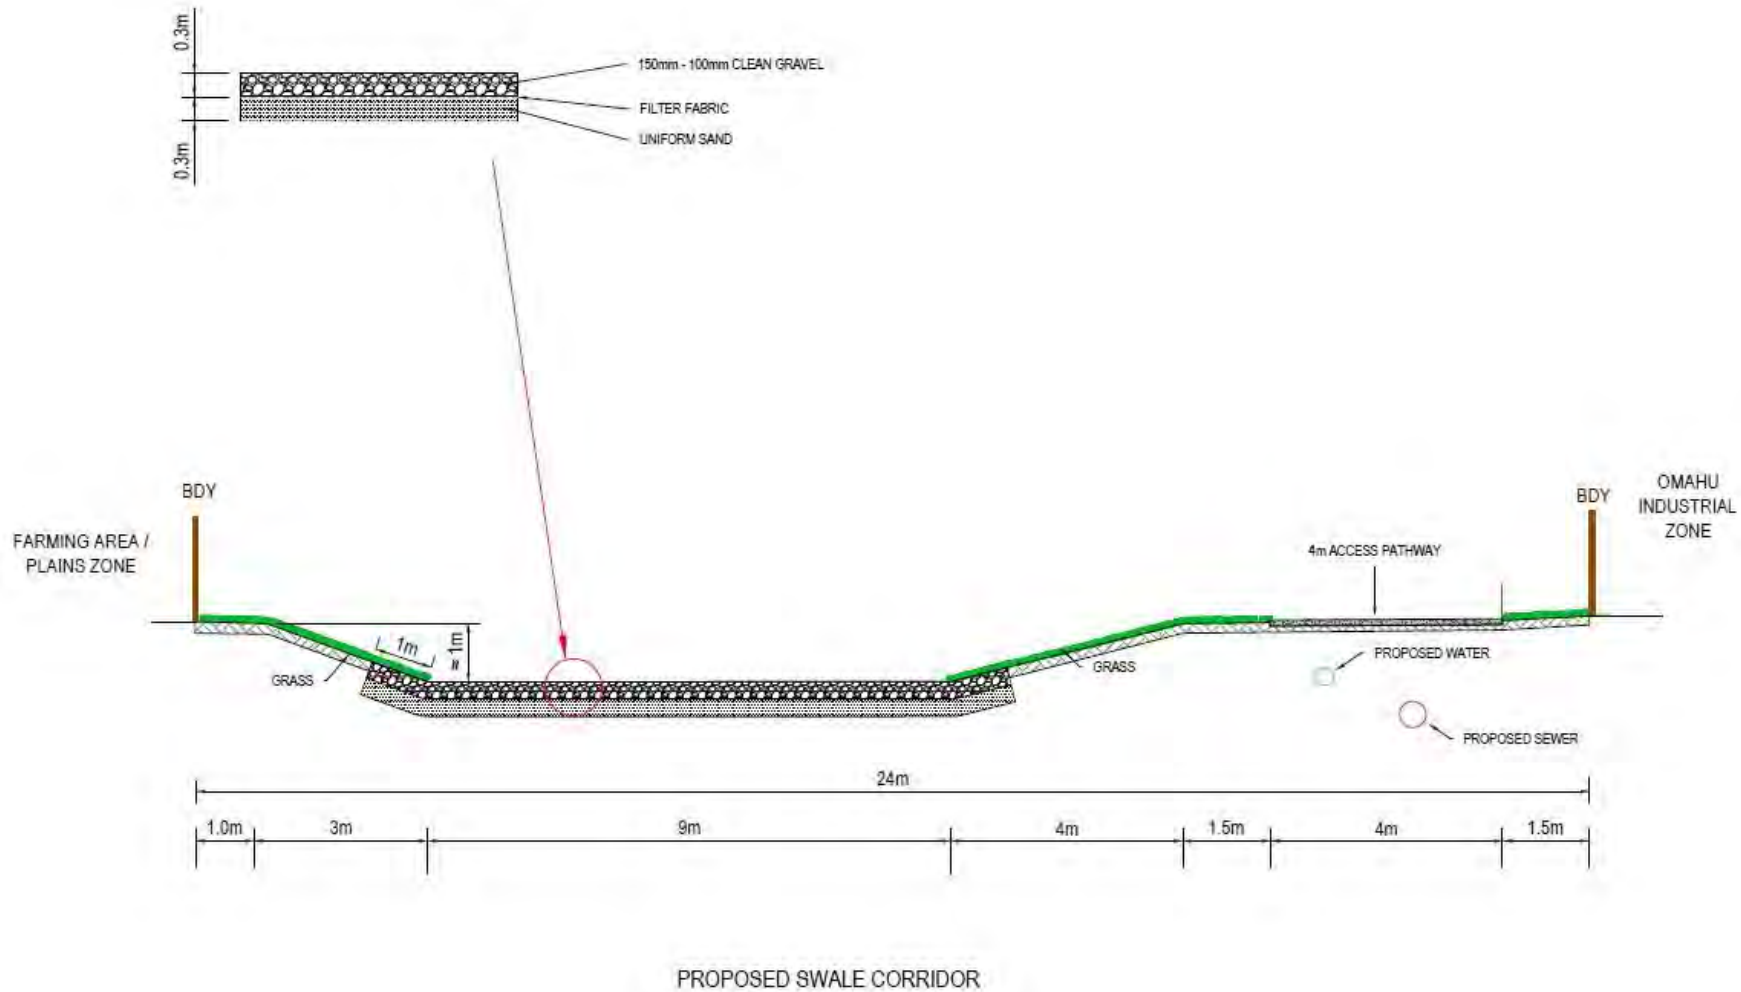 0.3m
150mm - 100mm CLEAN GRAVEL
FILTER FABRIC
UNIFORM SAND
0.3m
BDY
FARMING AREA /
PLAINS ZONE
BDY
OMAHU
INDUSTRIAL
ZONE
4m ACCESS PATHWAY
1m
≈ 1m
GRASS
GRASS
PROPOSED WATER
PROPOSED SEWER
24m
1.0m
3m
9m
4m
1.5m
4m
1.5m
PROPOSED SWALE CORRIDOR